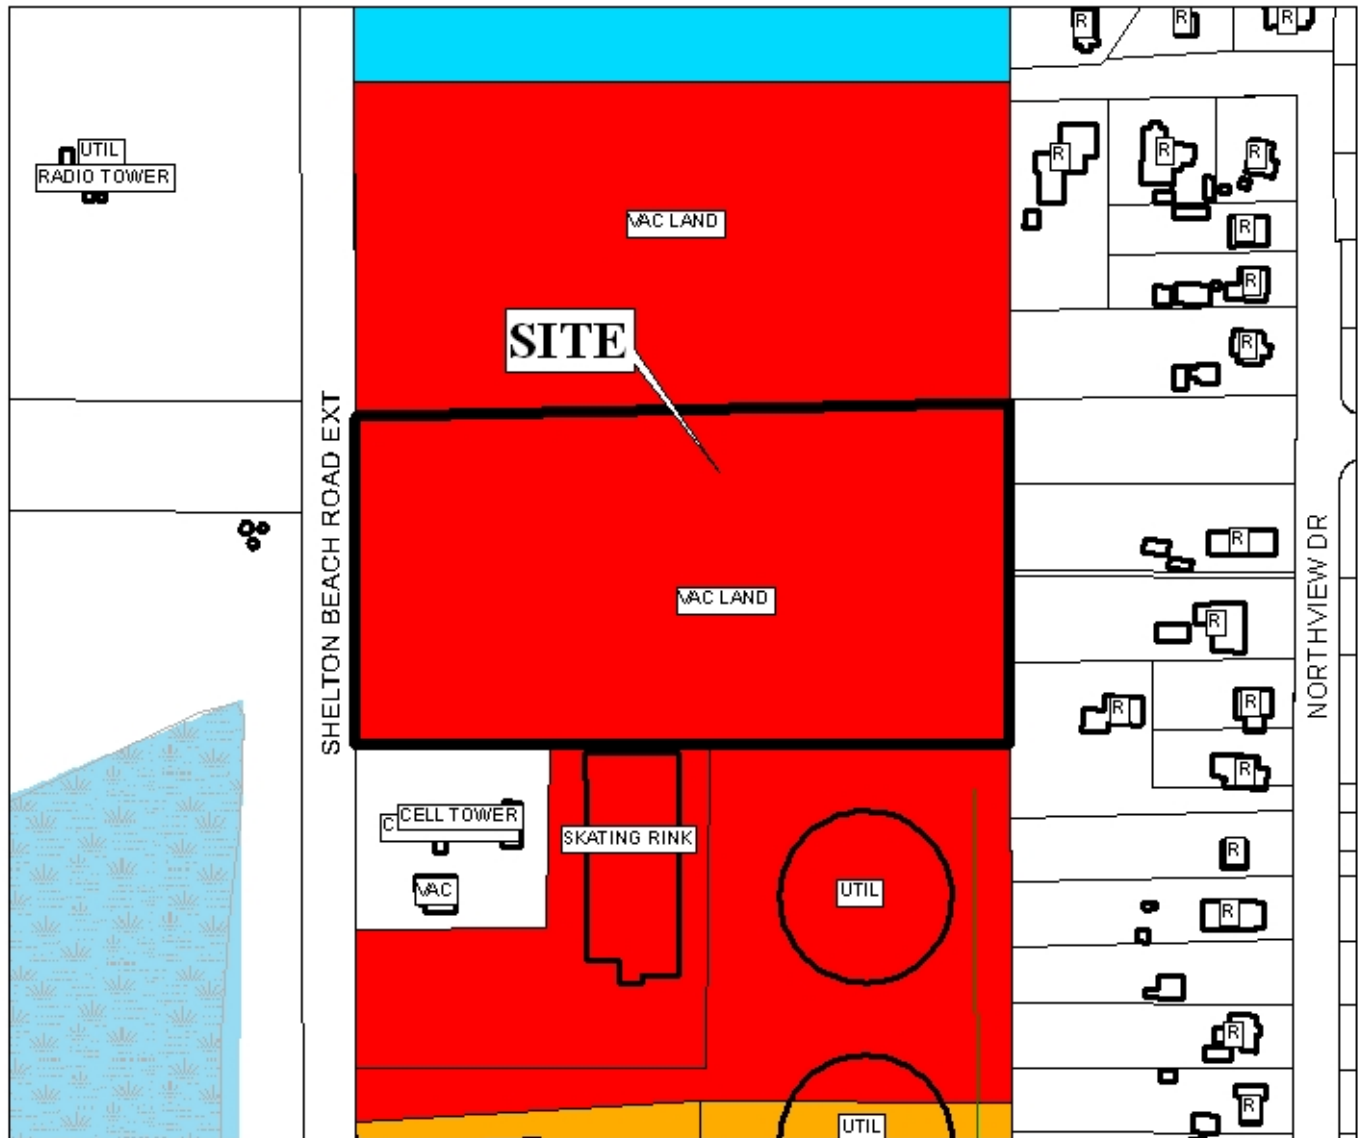 R
R
R
UTIL
RADIO TOWER
R
R
R
VAC LAND
R
R
SITE
R
SHELTON BEACH ROAD EXT
R
NORTHVIEW DR
VAC LAND
R
R
R
R
C
CELL TOWER
SKATING RINK
R
VAC
UTIL
R
R
R
UTIL